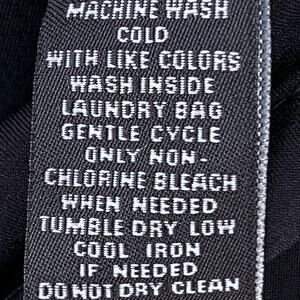 MACHINE WASH
COLD
WITH LIKE COLORS
WASH INSIDE
LAUNDRY BAG
GENTLE CYCLE
ONLY NON-
CHLORINE BLEACH
WHEN NEEDED
TUMBLE DRY LOW
COOL IRON
IF NEEDED
DO NOT DRY CLEAN